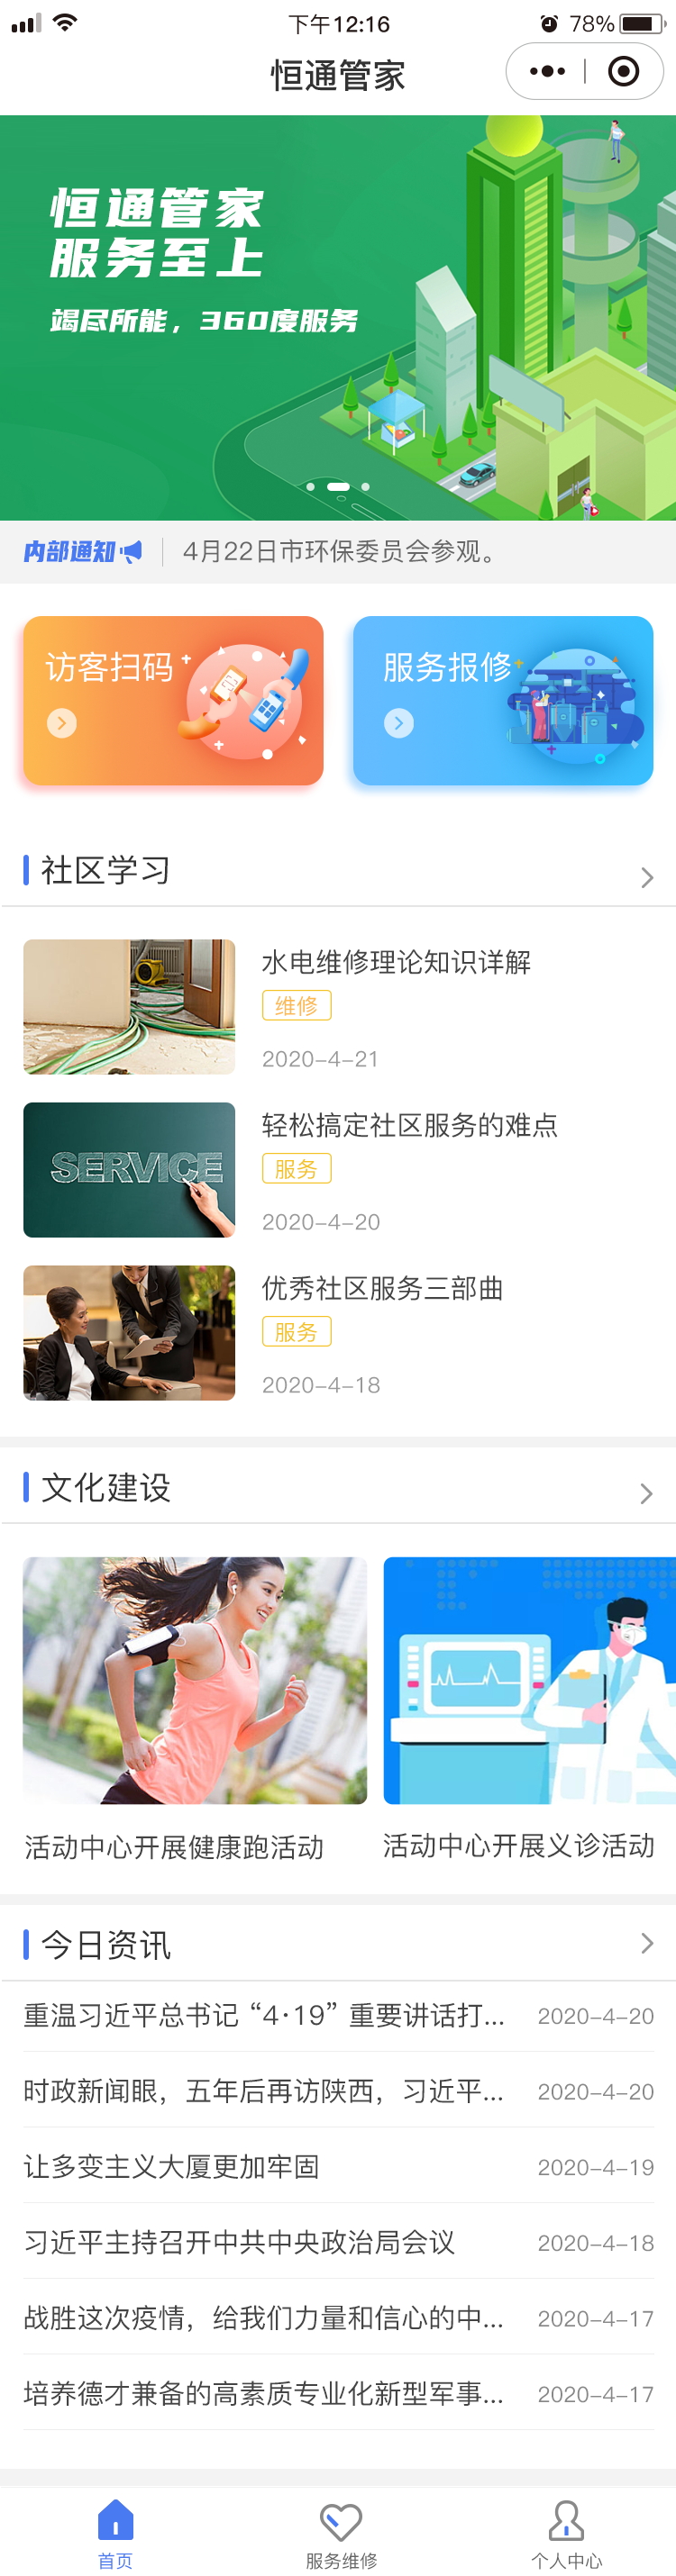 下午12:16
78%
恒通管家
恒通管家
服务至上
竭尽所能，360度服务
内部通知
4月22日市环保委员会参观。
访客扫码
服务报修
社区学习
水电维修理论知识详解
维修
2020-4-21
SERVICE
轻松搞定社区服务的难点
服务
2020-4-20
优秀社区服务三部曲
服务
2020-4-18
文化建设
活动中心开展健康跑活动
活动中心开展义诊活动
今日资讯
重温习近平总书记“4·19”重要讲话打... 2020-4-20
时政新闻眼，五年后再访陕西，习近平... 2020-4-20
让多变主义大厦更加牢固 2020-4-19
习近平主持召开中共中央政治局会议 2020-4-18
战胜这次疫情，给我们力量和信心的中... 2020-4-17
培养德才兼备的高素质专业化新型军事... 2020-4-17
首页
服务维修
个人中心